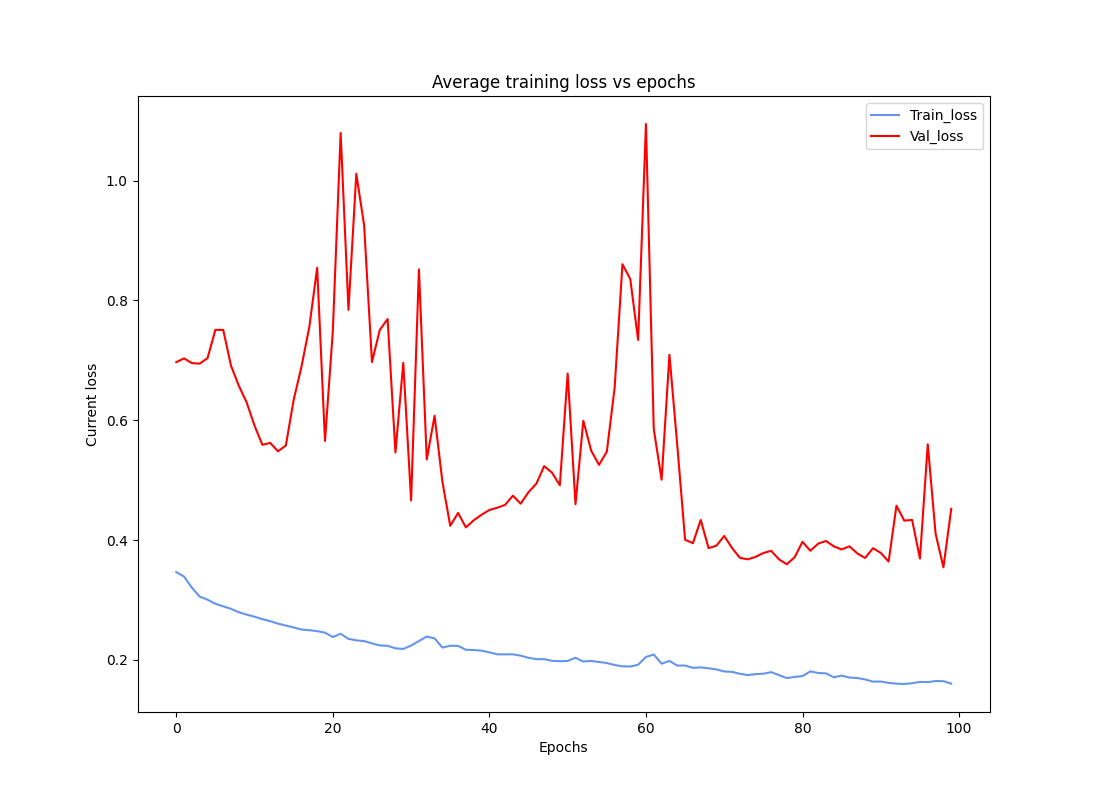 Average training loss vs epochs
Train_loss
Val_loss
1.0
0.8
0.6
0.4
0.2
Current loss
0 20 40 60 80 100
Epochs